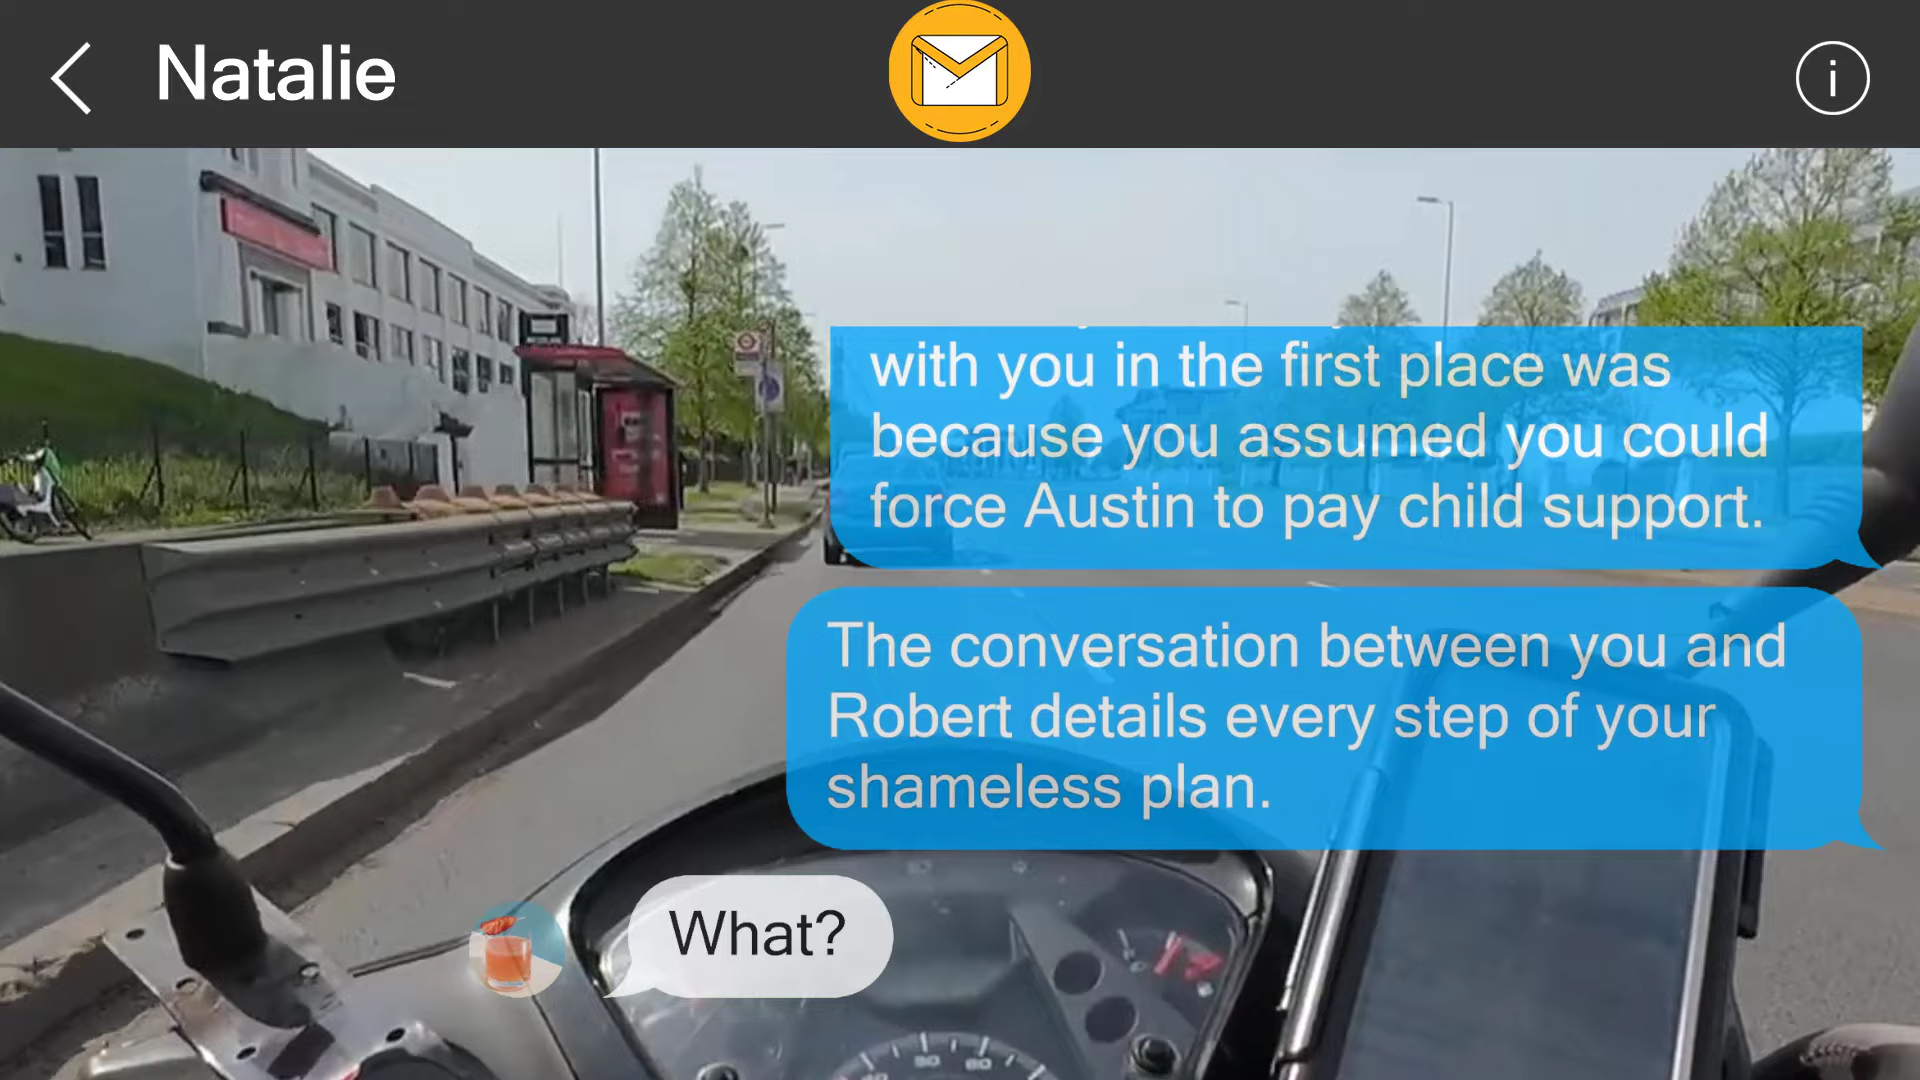 Natalie
with you in the first place was
because you assumed you could
force Austin to pay child support.
The conversation between you and
Robert details every step of your
shameless plan.
What?